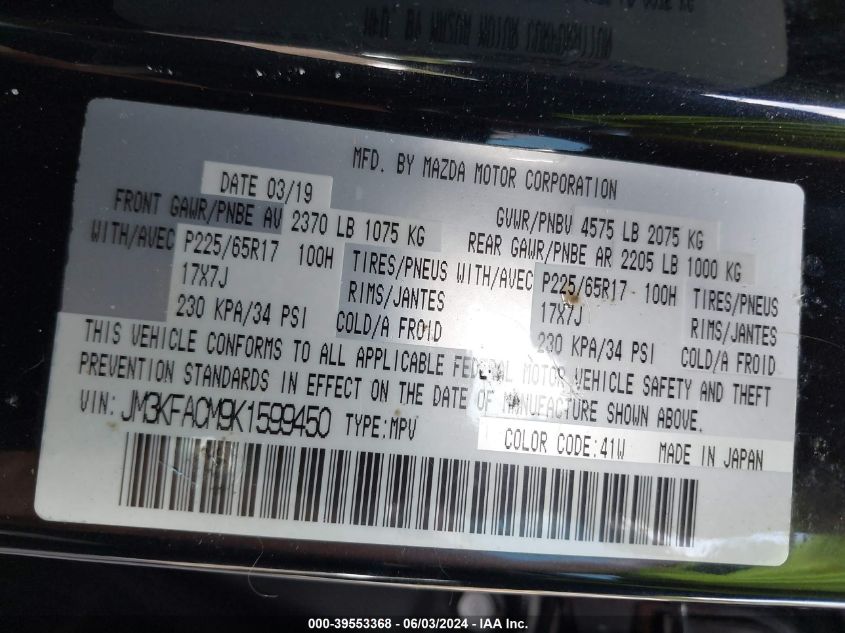 MFD. BY MAZDA MOTOR CORPORATION
DATE 03/19
GVWR/PNBV 4575 LB 2075 KG
FRONT GAWR/PNBE AV 2370 LB 1075 KG
REAR GAWR/PNBE AR 2205 LB 1000 KG
WITH/AVEC P225/65R17 100H TIRES/PNEUS WITH/AVEC P225/65R17 100H TIRES/PNEUS
17X7J RIMS/JANTES 17X7J RIMS/JANTES
230 KPA/34 PSI COLD/A FROID 230 KPA/34 PSI COLD/A FROID
THIS VEHICLE CONFORMS TO ALL APPLICABLE FEDERAL MOTOR VEHICLE SAFETY AND THEFT
PREVENTION STANDARDS IN EFFECT ON THE DATE OF MANUFACTURE SHOWN ABOVE.
VIN: JM3KFACM9K1599450 TYPE:MPV COLOR CODE:41W MADE IN JAPAN
000-39553368 - 06/03/2024 - IAA Inc.